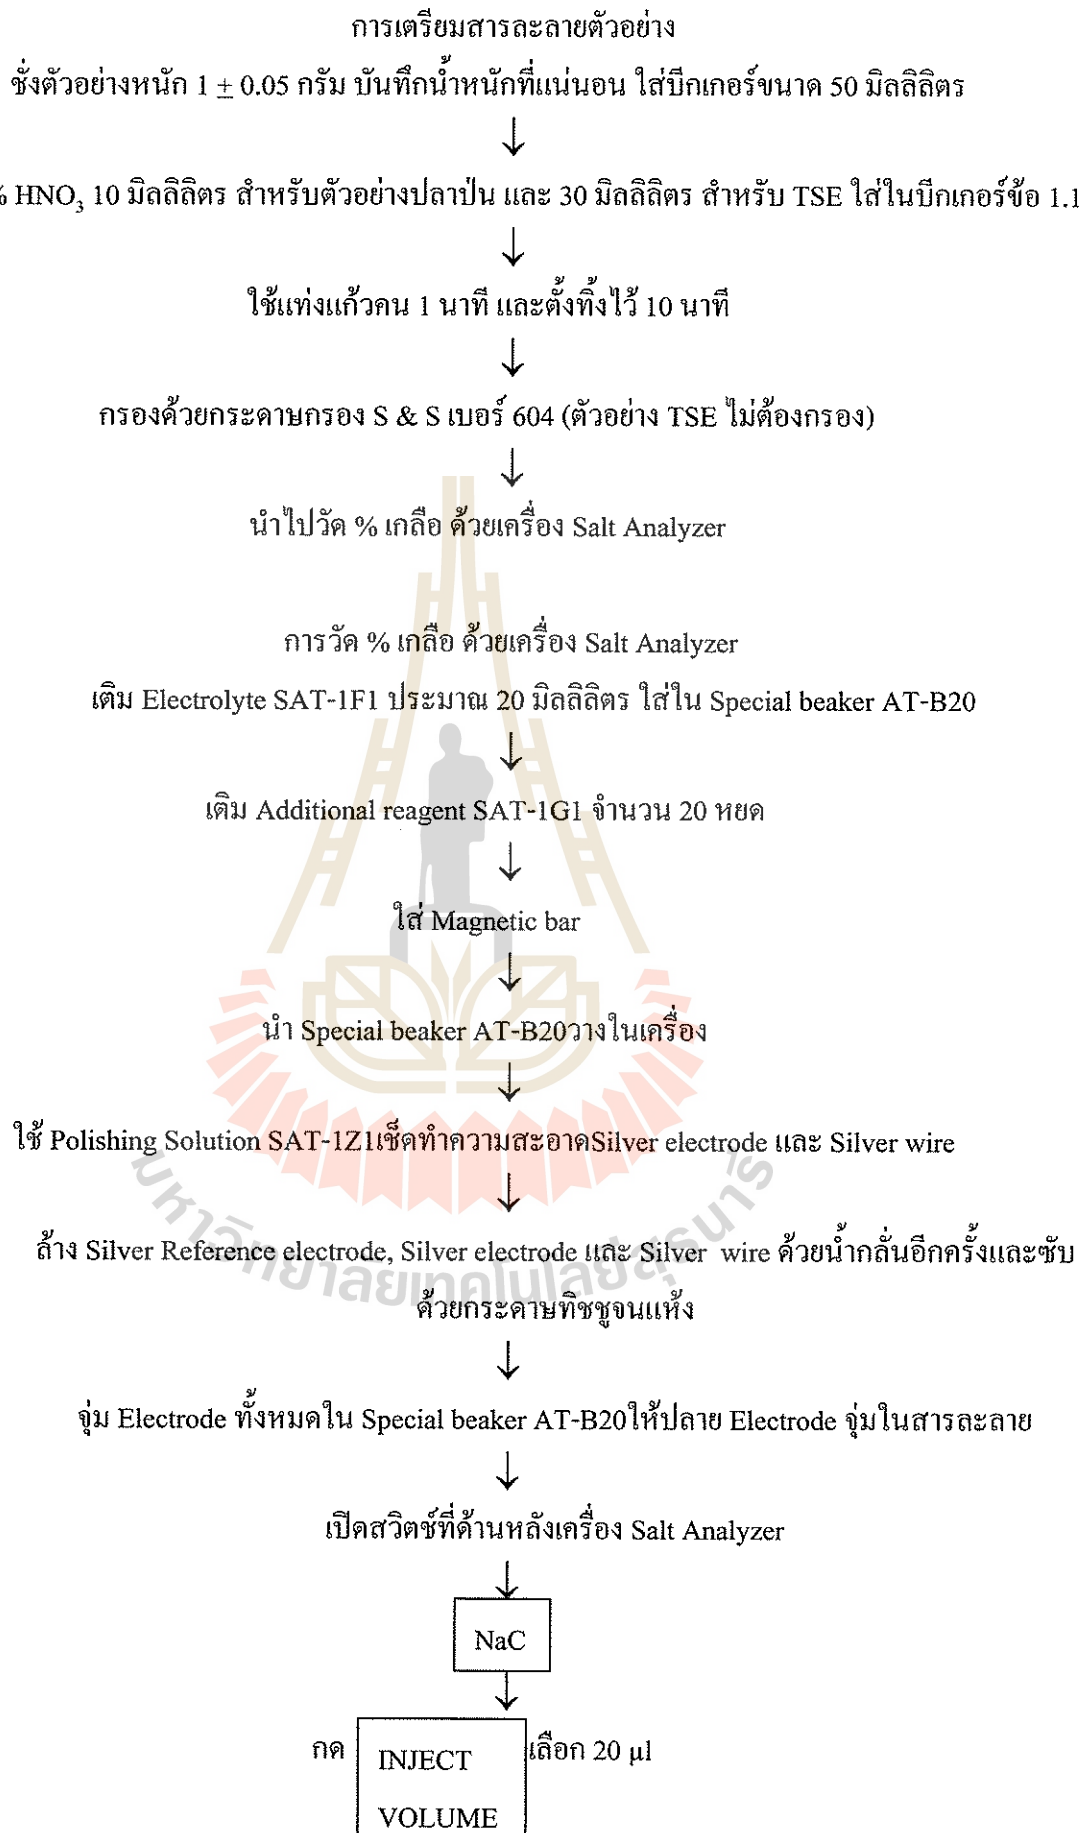 การเตรียมสารละลายตัวอย่าง
ชั่งตัวอย่างหนัก 1 ± 0.05 กรัม บันทึกน้ำหนักที่แน่นอน ใส่บีกเกอร์ขนาด 50 มิลลิลิตร
↓
% HNO₃ 10 มิลลิลิตร สำหรับตัวอย่างปลาป่น และ 30 มิลลิลิตร สำหรับ TSE ใส่ในบีกเกอร์ข้อ 1.1
↓
ใช้แท่งแก้วคน 1 นาที และตั้งทิ้งไว้ 10 นาที
↓
กรองด้วยกระดาษกรอง S & S เบอร์ 604 (ตัวอย่าง TSE ไม่ต้องกรอง)
↓
นำไปวัด % เกลือ ด้วยเครื่อง Salt Analyzer
การวัด % เกลือ ด้วยเครื่อง Salt Analyzer
เติม Electrolyte SAT-1F1 ประมาณ 20 มิลลิลิตร ใส่ใน Special beaker AT-B20
↓
เติม Additional reagent SAT-1G1 จำนวน 20 หยด
↓
ใส่ Magnetic bar
↓
นำ Special beaker AT-B20วางในเครื่อง
↓
ใช้ Polishing Solution SAT-1Z1เช็ดทำความสะอาดSilver electrode และ Silver wire
↓
ล้าง Silver Reference electrode, Silver electrode และ Silver wire ด้วยน้ำกลั่นอีกครั้งและซับ
ด้วยกระดาษทิชชูจนแห้ง
↓
จุ่ม Electrode ทั้งหมดใน Special beaker AT-B20ให้ปลาย Electrode จุ่มในสารละลาย
↓
เปิดสวิตช์ที่ด้านหลังเครื่อง Salt Analyzer
↓
NaC
↓
กด INJECT เลือก 20 µl
VOLUME
มหาวิทยาลัยเทคโนโลยีสุรนารี